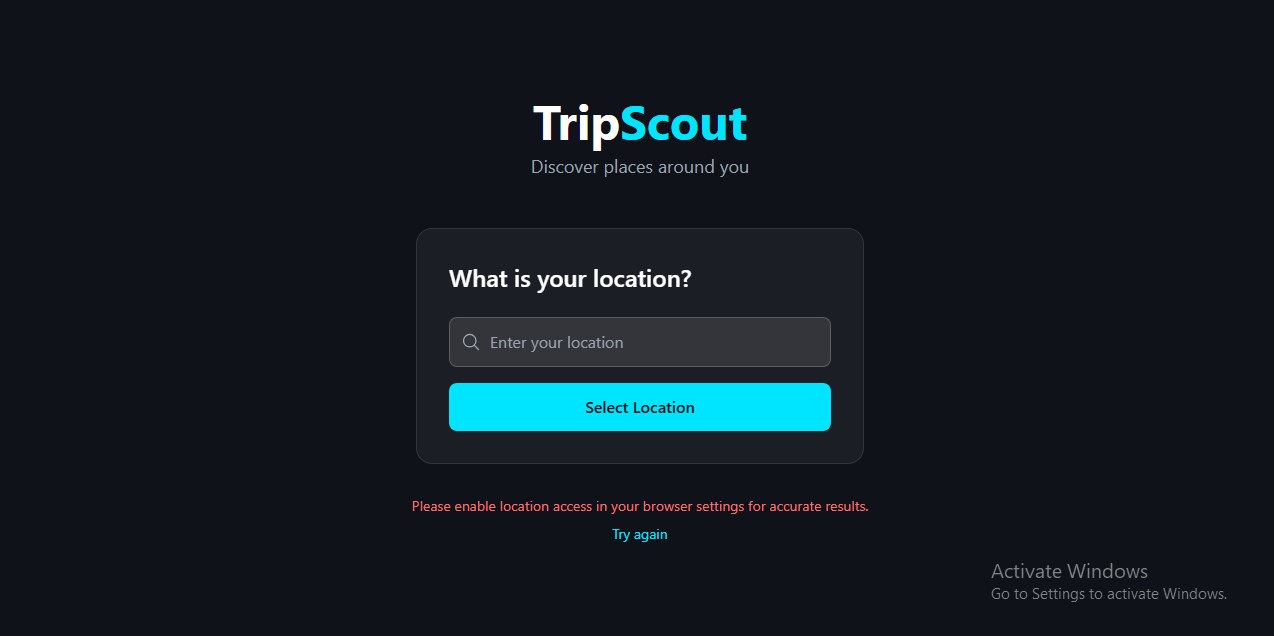 TripScout
Discover places around you
What is your location?
Enter your location
Select Location
Please enable location access in your browser settings for accurate results.
Try again
Activate Windows
Go to Settings to activate Windows.